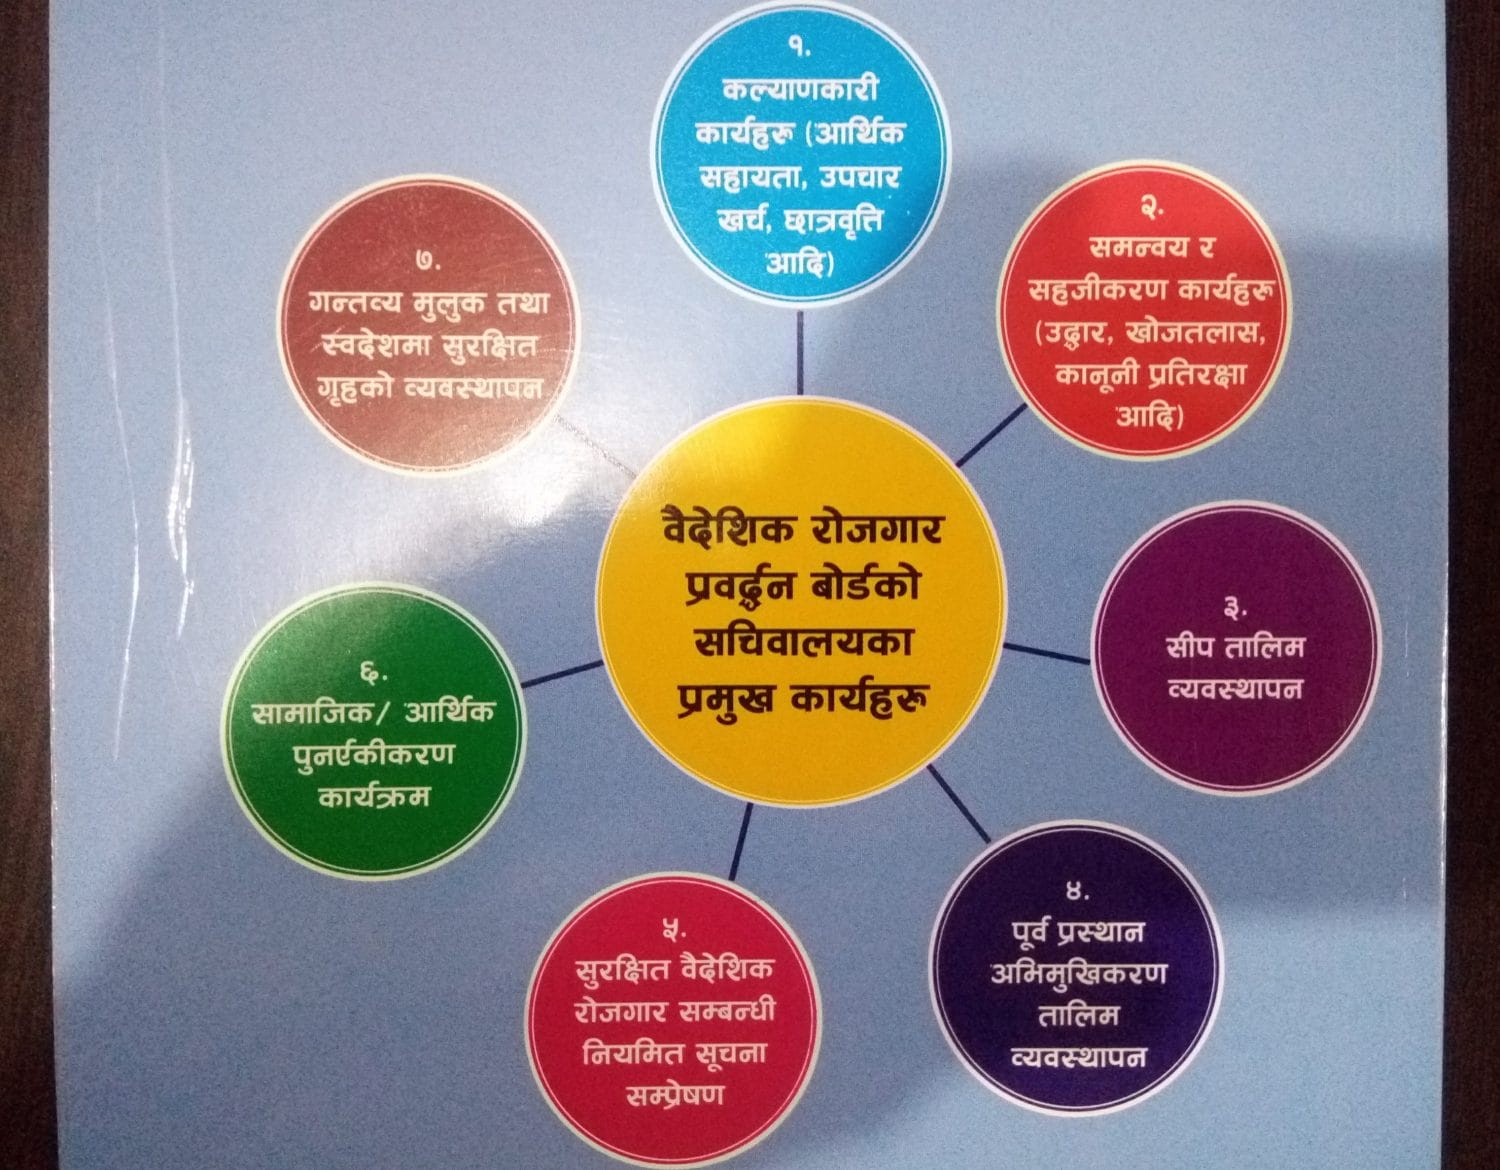 वैदेशिक रोजगार
प्रवर्द्धन बोर्डको
सचिवालयका
प्रमुख कार्यहरू
१.
कल्याणकारी
कार्यहरू (आर्थिक
सहायता, उपचार
खर्च, छात्रवृत्ति
आदि)
२.
समन्वय र
सहजीकरण कार्यहरू
(उद्धार, खोजतलास,
कानूनी प्रतिरक्षा
आदि)
३.
सीप तालिम
व्यवस्थापन
४.
पूर्व प्रस्थान
अभिमुखिकरण
तालिम
व्यवस्थापन
५.
सुरक्षित वैदेशिक
रोजगार सम्बन्धी
नियमित सूचना
सम्प्रेषण
६.
सामाजिक/ आर्थिक
पुनर्एकीकरण
कार्यक्रम
७.
गन्तव्य मुलुक तथा
स्वदेशमा सुरक्षित
गृहको व्यवस्थापन